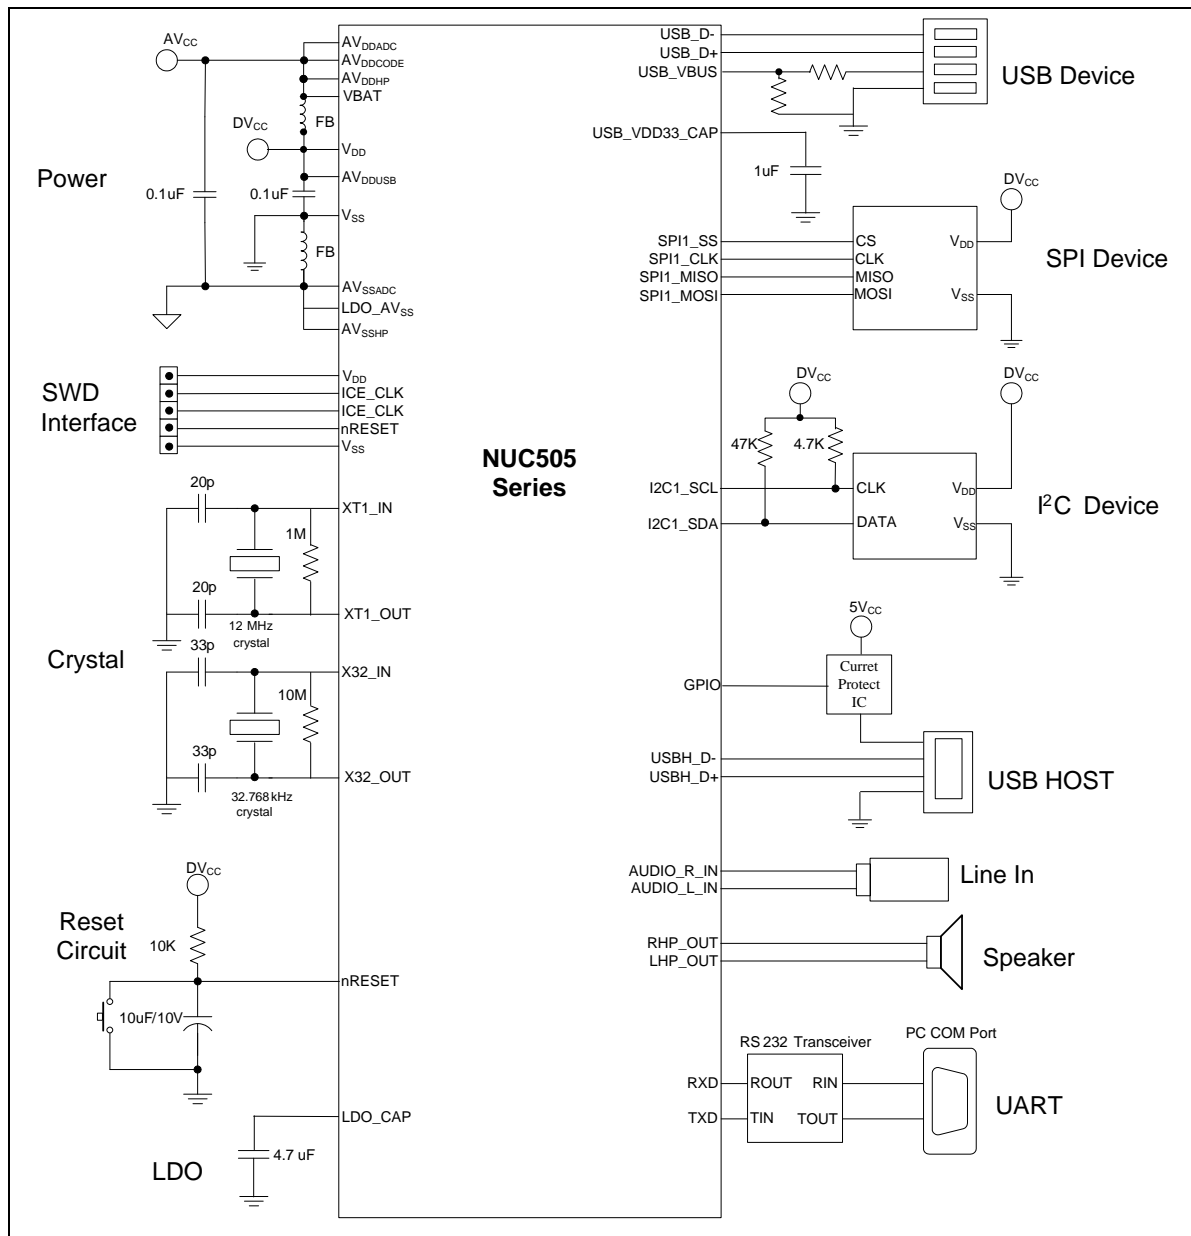 AVCC
AVDDADC
AVDDCODE
AVDDHP
VBAT
FB
DVCC
VDD
AVDDUSB
Power
0.1uF
0.1uF
VSS
FB
AVSSADC
LDO_AVSS
AVSSHP
SWD
Interface
VDD
ICE_CLK
ICE_CLK
nRESET
VSS
20p
XT1_IN
1M
20p
XT1_OUT
12 MHz
crystal
Crystal
33p
X32_IN
10M
33p
X32_OUT
32.768 kHz
crystal
DVCC
Reset
Circuit
10K
nRESET
10uF/10V
LDO_CAP
4.7 uF
LDO
NUC505
Series
USB_D-
USB_D+
USB_VBUS
USB Device
USB_VDD33_CAP
1uF
DVCC
SPI1_SS
SPI1_CLK
SPI1_MISO
SPI1_MOSI
CS
CLK
MISO
MOSI
VDD
VSS
SPI Device
DVCC
DVCC
47K
4.7K
I2C1_SCL
I2C1_SDA
CLK
DATA
VDD
VSS
I2C Device
5VCC
GPIO
Curret
Protect
IC
USBH_D-
USBH_D+
USB HOST
AUDIO_R_IN
AUDIO_L_IN
Line In
RHP_OUT
LHP_OUT
Speaker
RS 232 Transceiver
PC COM Port
RXD
ROUT
RIN
TXD
TIN
TOUT
UART